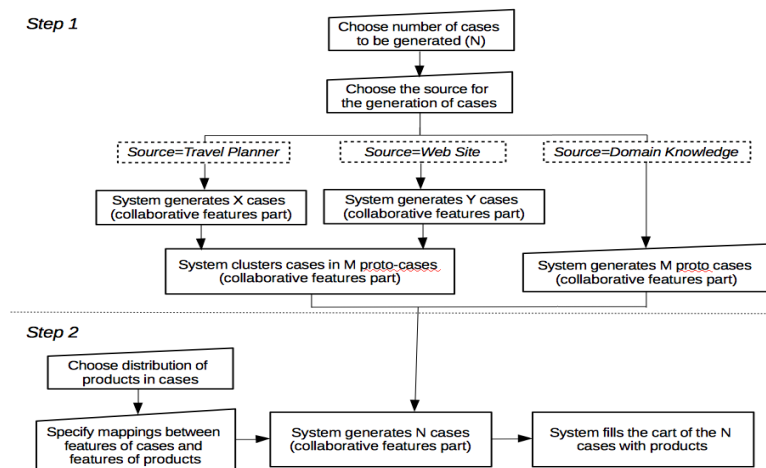 Step 1
Choose number of cases
to be generated (N)
Choose the source for
the generation of cases
Source=Travel Planner
Source=Web Site
Source=Domain Knowledge
System generates X cases
(collaborative features part)
System generates Y cases
(collaborative features part)
System clusters cases in M proto-cases
(collaborative features part)
System generates M proto cases
(collaborative features part)
Step 2
Choose distribution of
products in cases
Specify mappings between
features of cases and
features of products
System generates N cases
(collaborative features part)
System fills the cart of the N
cases with products